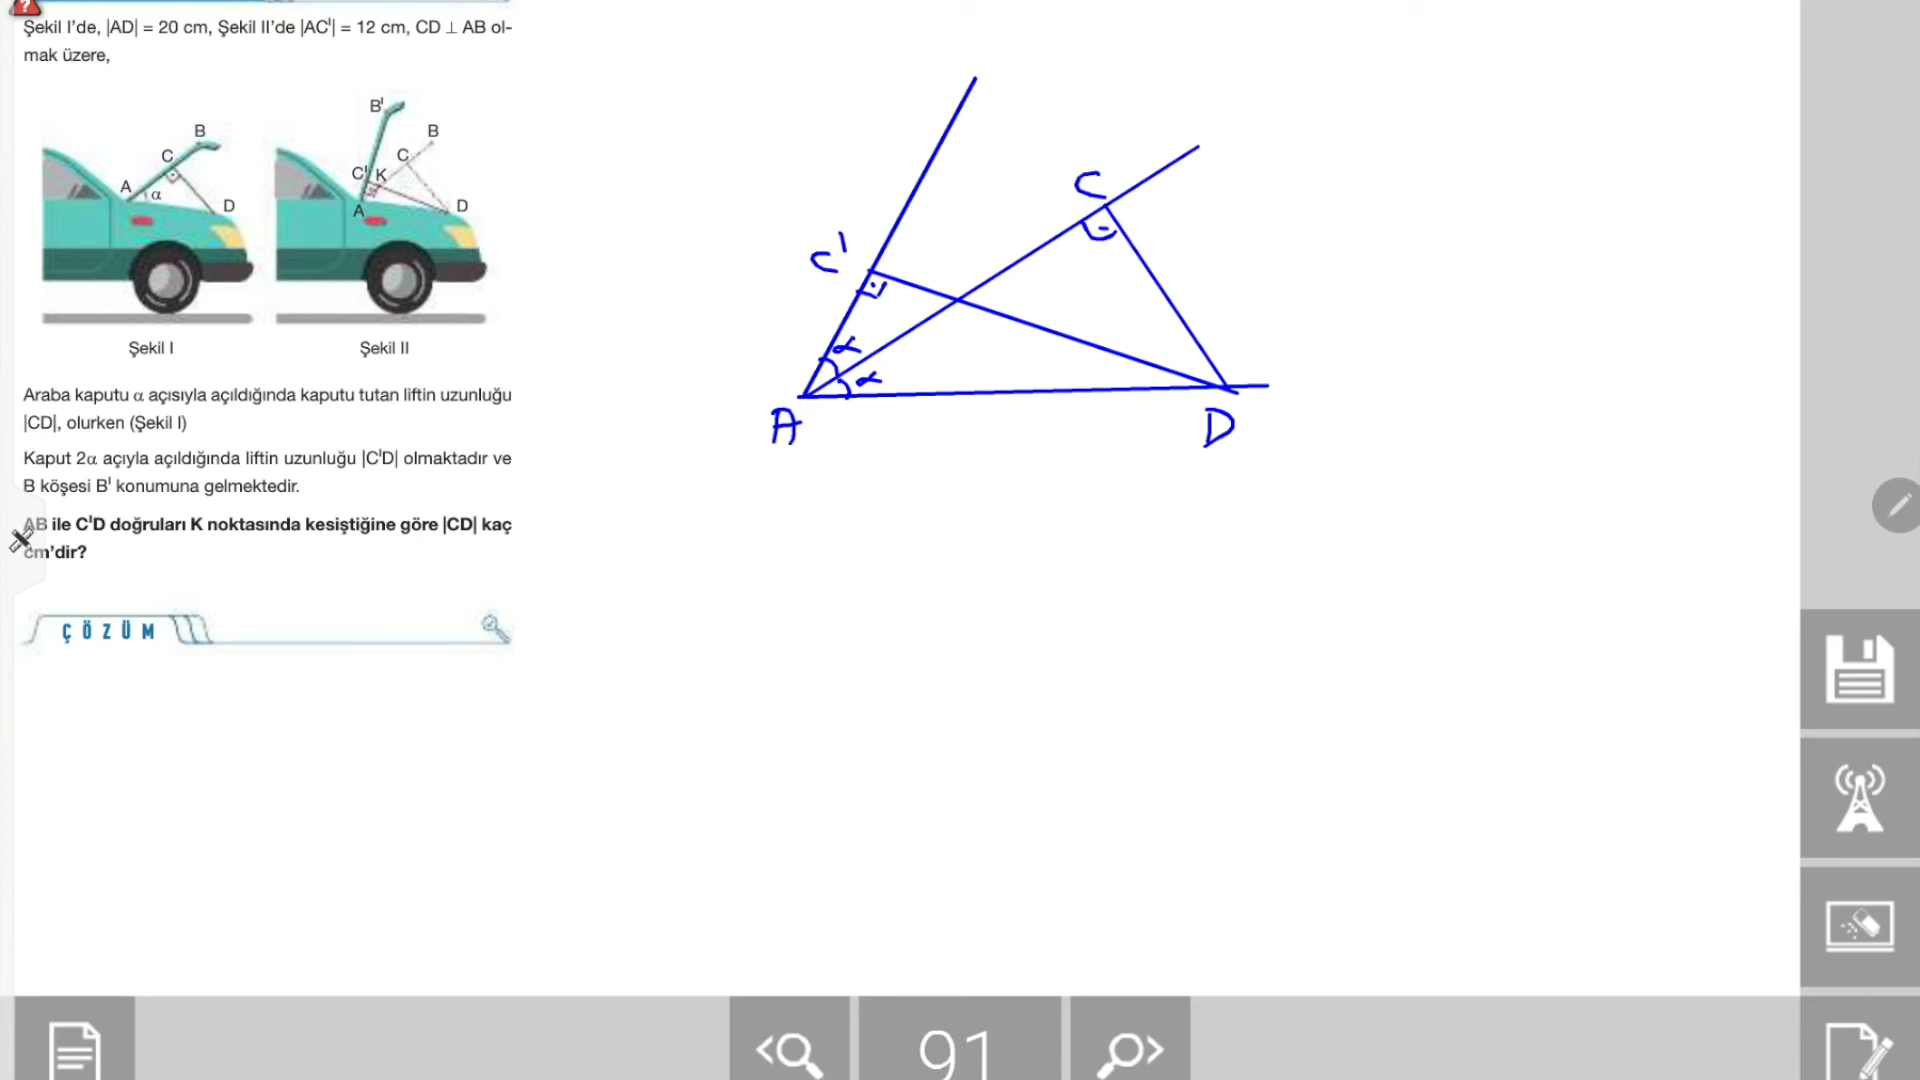 Şekil I'de, |AD| = 20 cm, Şekil II'de |AC'| = 12 cm, CD ⊥ AB ol-
mak üzere,
B
C
A
α
D
Şekil I
B'
B
C
C'
K
A
D
Şekil II
Araba kaputu α açısıyla açıldığında kaputu tutan liftin uzunluğu
|CD|, olurken (Şekil I)
Kaput 2α açıyla açıldığında liftin uzunluğu |C'D| olmaktadır ve
B köşesi B' konumuna gelmektedir.
AB ile C'D doğruları K noktasında kesiştiğine göre |CD| kaç
cm'dir?
ÇÖZÜM
C
C'
α
α
A
D
91